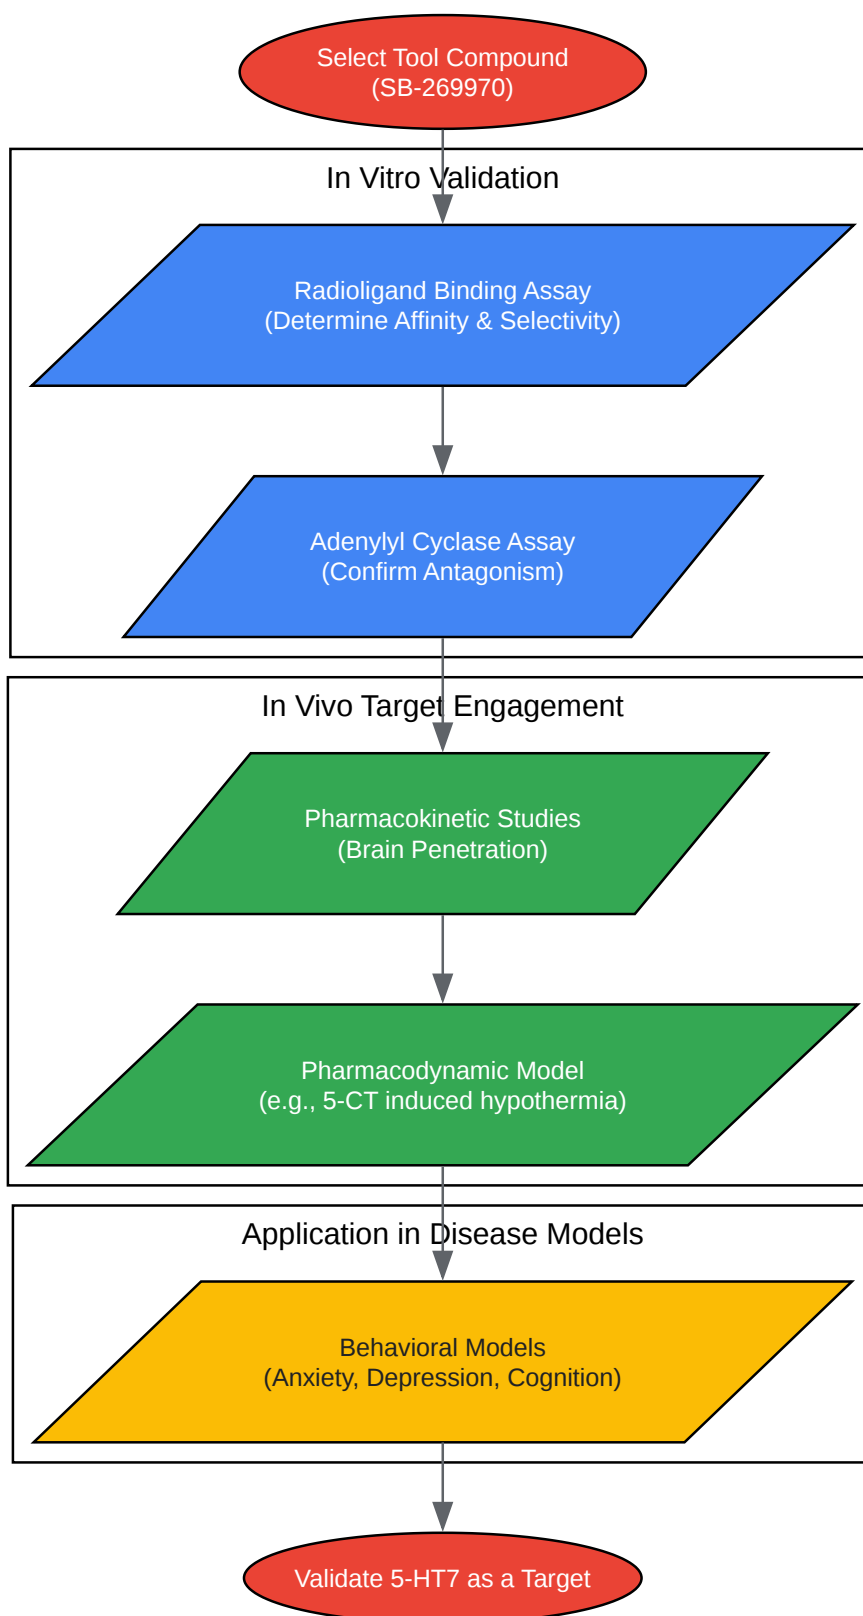 Select Tool Compound
(SB-269970)
In Vitro Validation
Radioligand Binding Assay
(Determine Affinity & Selectivity)
Adenylyl Cyclase Assay
(Confirm Antagonism)
In Vivo Target Engagement
Pharmacokinetic Studies
(Brain Penetration)
Pharmacodynamic Model
(e.g., 5-CT induced hypothermia)
Application in Disease Models
Behavioral Models
(Anxiety, Depression, Cognition)
Validate 5-HT7 as a Target